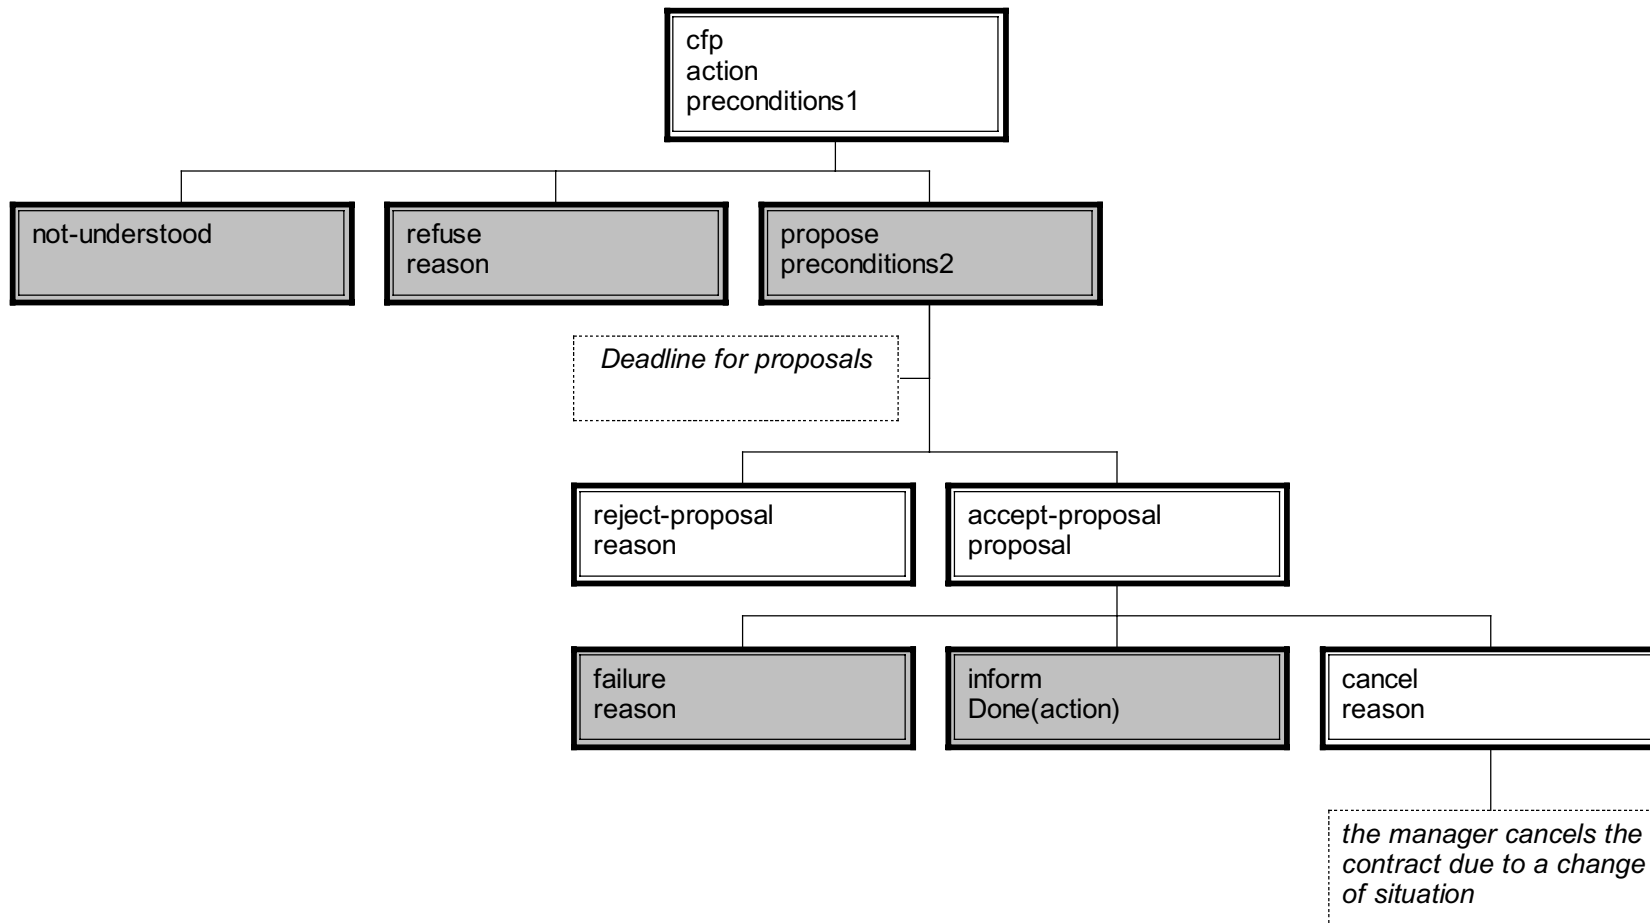 cfp
action
preconditions1
not-understood
refuse
reason
propose
preconditions2
Deadline for proposals
reject-proposal
reason
accept-proposal
proposal
failure
reason
inform
Done(action)
cancel
reason
the manager cancels the
contract due to a change
of situation